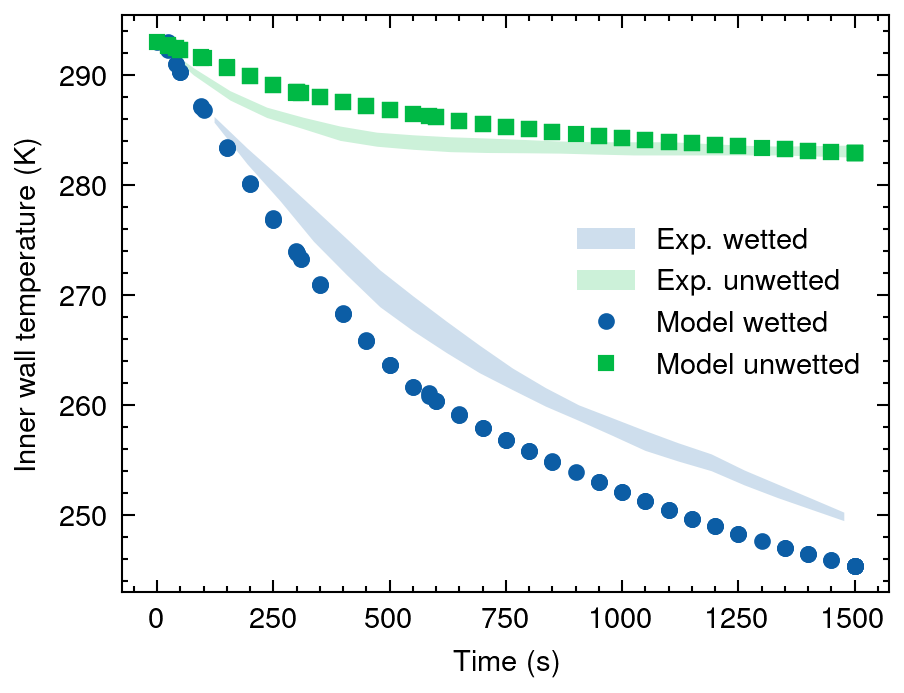 Inner wall temperature (K)
290
280
270
260
250
Exp. wetted
Exp. unwetted
Model wetted
Model unwetted
0 250 500 750 1000 1250 1500
Time (s)